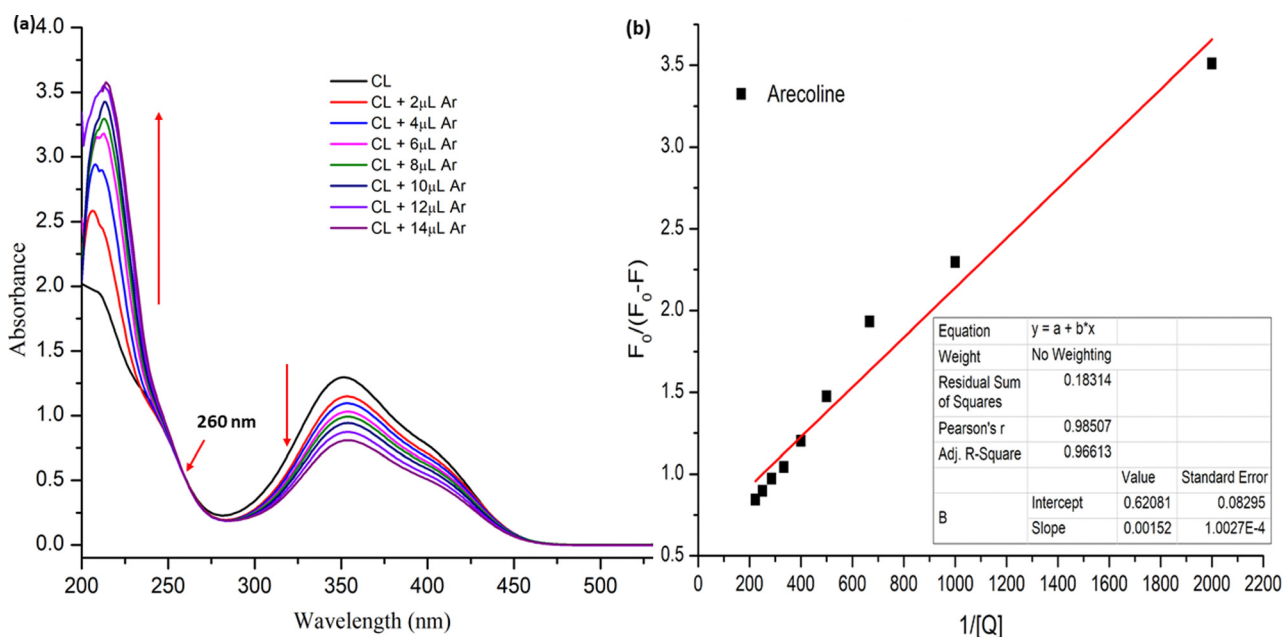 (a)
4.0
3.5
3.0
2.5
2.0
1.5
1.0
0.5
0.0
Absorbance
200
250
300
350
400
450
500
Wavelength (nm)
CL
CL + 2μL Ar
CL + 4μL Ar
CL + 6μL Ar
CL + 8μL Ar
CL + 10μL Ar
CL + 12μL Ar
CL + 14μL Ar
260 nm
(b)
3.5
3.0
2.5
2.0
1.5
1.0
0.5
F₀/(F₀-F)
0
200
400
600
800
1000
1200
1400
1600
1800
2000
2200
1/[Q]
Arecoline
Equation y = a + b*x
Weight No Weighting
Residual Sum of Squares 0.18314
Pearson's r 0.98507
Adj. R-Square 0.96613
Value Standard Error
B Intercept 0.62081 0.08295
Slope 0.00152 1.0027E-4